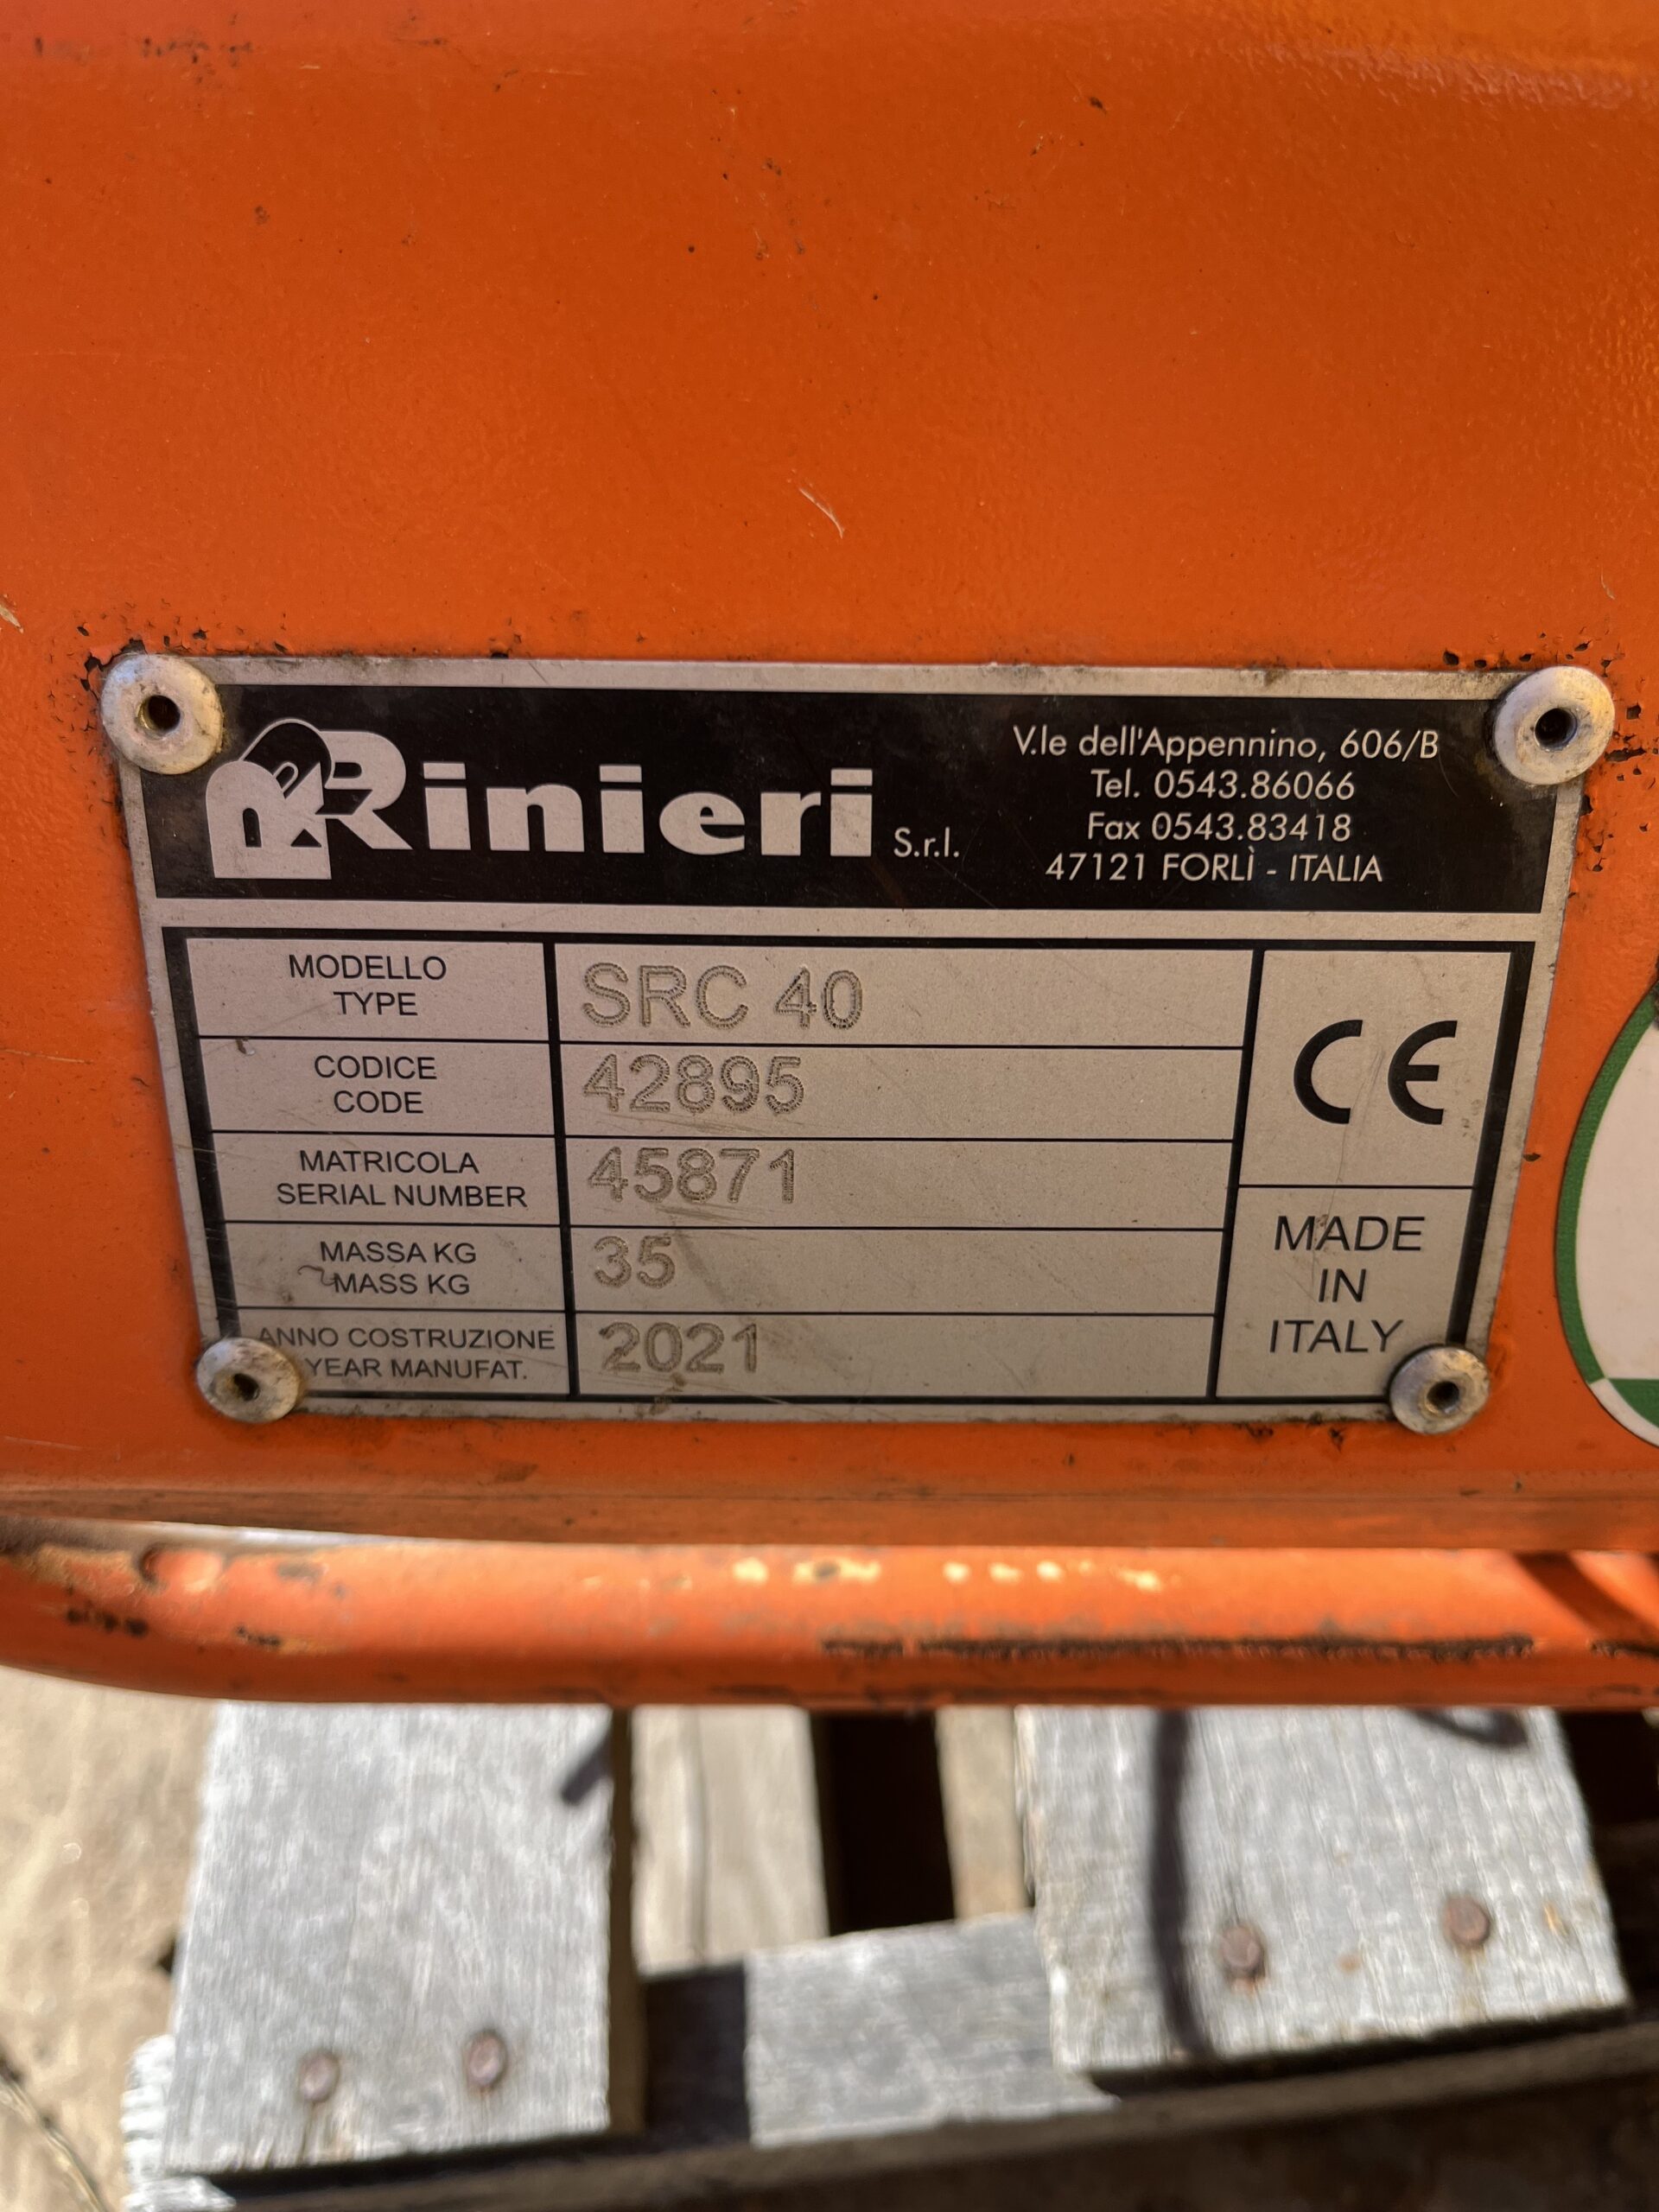 Rinieri S.r.l.
V.le dell'Appennino, 606/B
Tel. 0543.86066
Fax 0543.83418
47121 FORLÌ - ITALIA
MODELLO
TYPE
SRC 40
CODICE
CODE
42895
MATRICOLA
SERIAL NUMBER
45871
MASSA KG
MASS KG
35
ANNO COSTRUZIONE
YEAR MANUFAT.
2021
CE
MADE
IN
ITALY